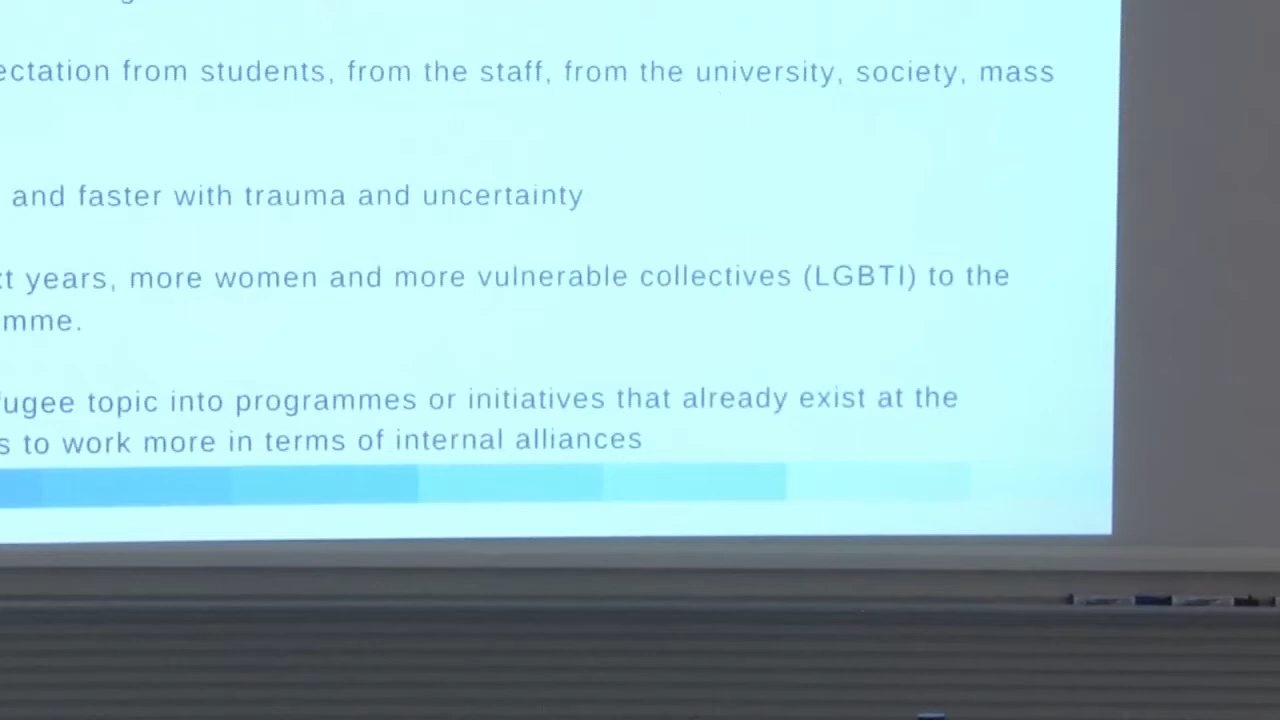 ectation from students, from the staff, from the university, society, mass
and faster with trauma and uncertainty
xt years, more women and more vulnerable collectives (LGBTI) to the
mme.
ugee topic into programmes or initiatives that already exist at the
s to work more in terms of internal alliances